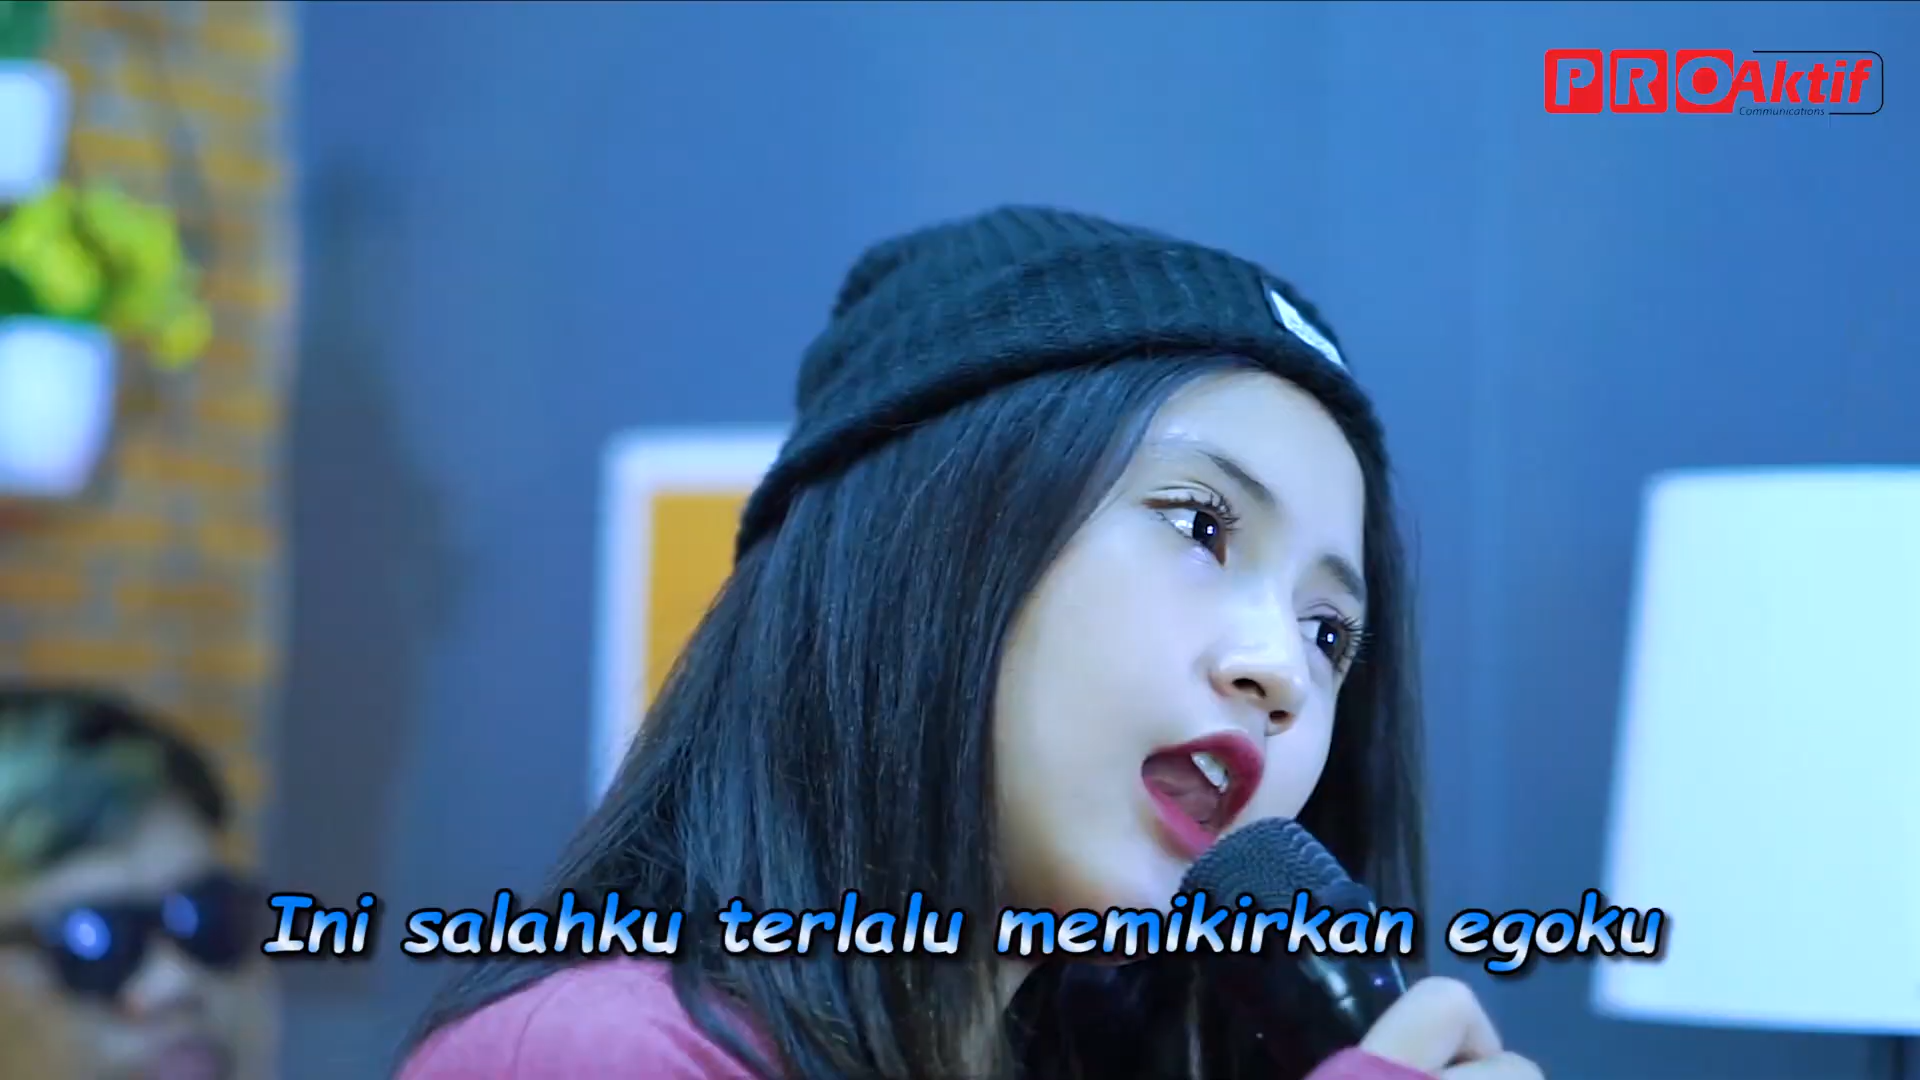 PROAktif
Communications
Ini salahku terlalu memikirkan egoku